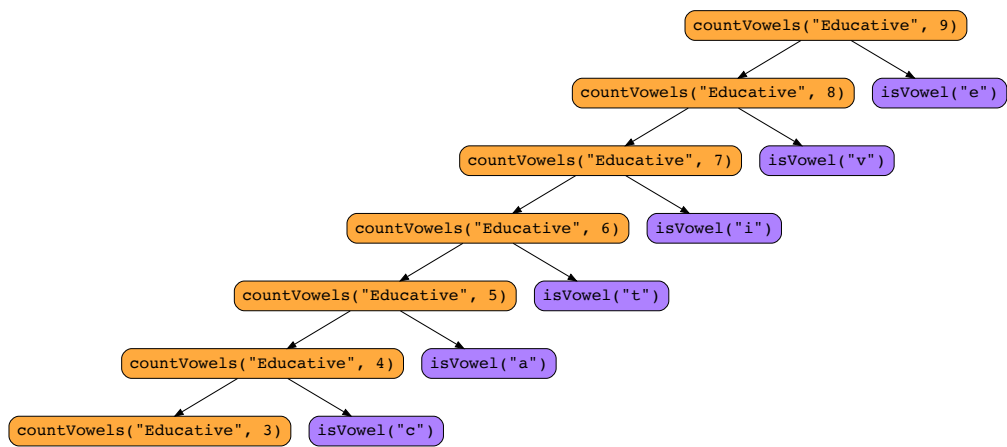 countVowels("Educative", 9)
countVowels("Educative", 8)
isVowel("e")
countVowels("Educative", 7)
isVowel("v")
countVowels("Educative", 6)
isVowel("i")
countVowels("Educative", 5)
isVowel("t")
countVowels("Educative", 4)
isVowel("a")
countVowels("Educative", 3)
isVowel("c")